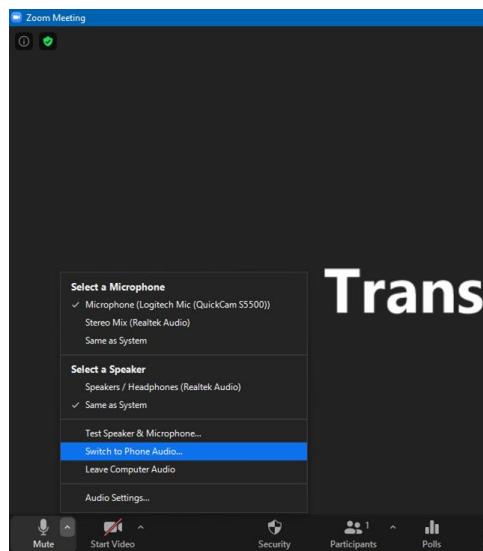 Zoom Meeting
Trans
Select a Microphone
✓ Microphone (Logitech Mic (QuickCam S5500))
Stereo Mix (Realtek Audio)
Same as System
Select a Speaker
Speakers / Headphones (Realtek Audio)
✓ Same as System
Test Speaker & Microphone...
Switch to Phone Audio...
Leave Computer Audio
Audio Settings...
Mute Start Video Security Participants 1 Polls